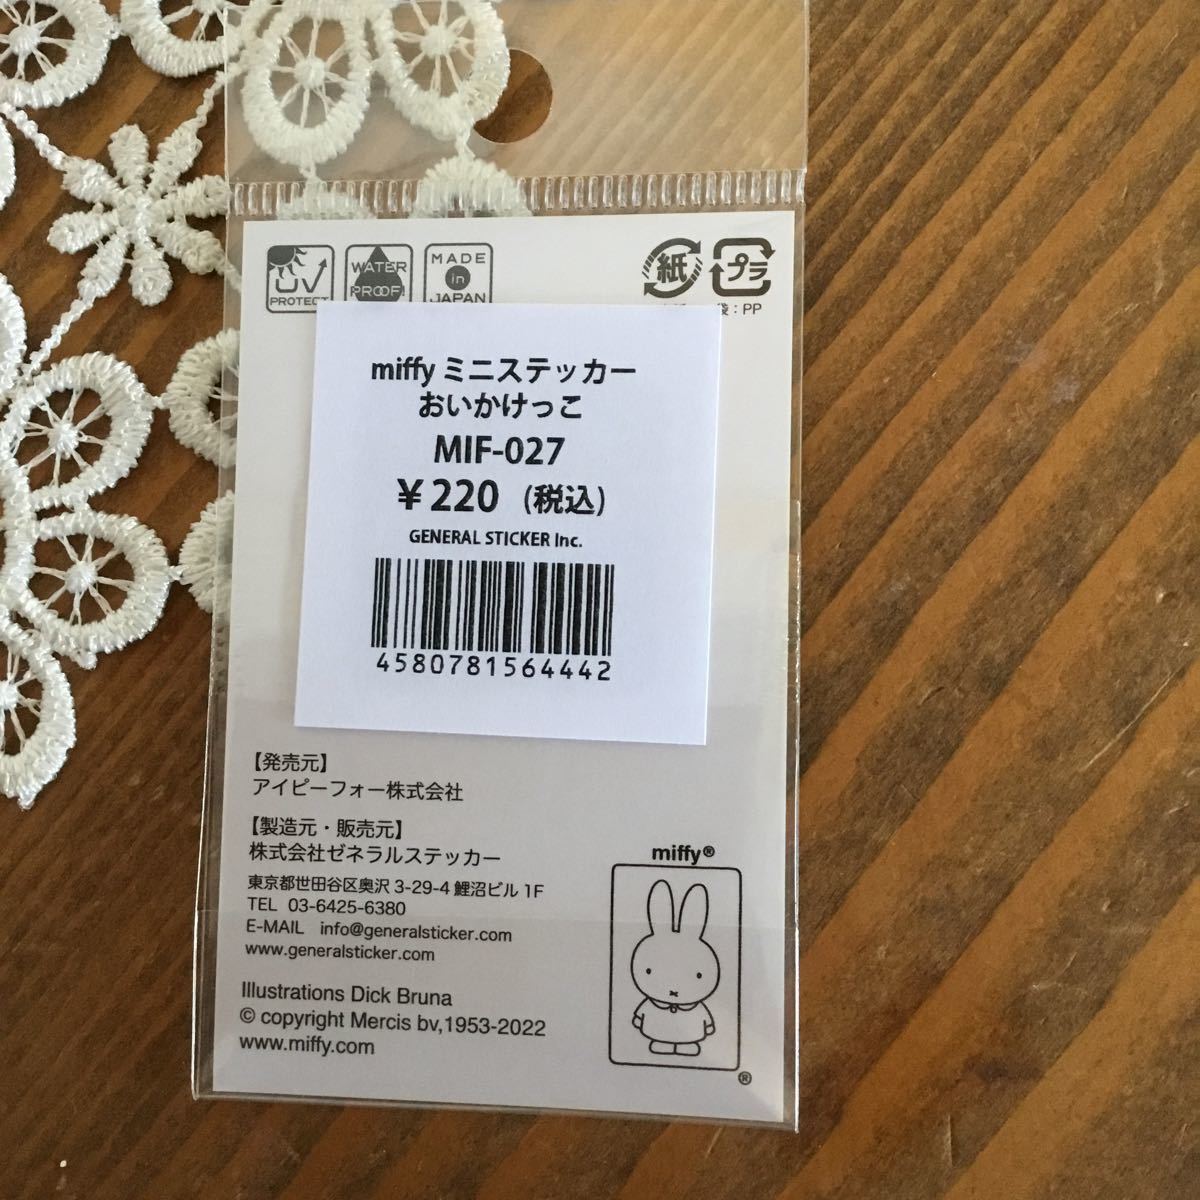 UV
PROTECT
WATER
PROOF!
MADE
in
JAPAN
紙
プラ
袋：PP
miffy ミニステッカー
おいかけっこ
MIF-027
¥220 (税込)
GENERAL STICKER Inc.
4580781564442
【発売元】
アイピーフォー株式会社
【製造元・販売元】
株式会社ゼネラルステッカー
東京都世田谷区奥沢 3-29-4 鯉沼ビル 1F
TEL 03-6425-6380
E-MAIL info@generalsticker.com
www.generalsticker.com
Illustrations Dick Bruna
© copyright Mercis bv,1953-2022
www.miffy.com
miffy®
®